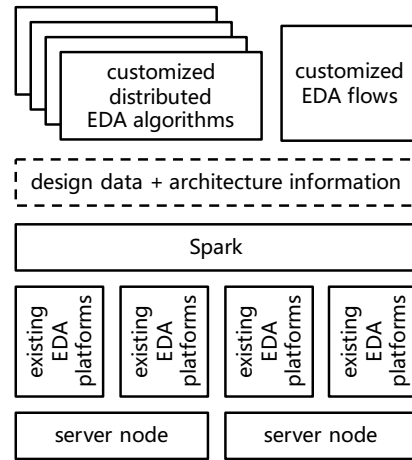 customized
distributed
EDA algorithms
customized
EDA flows
design data + architecture information
Spark
existing
EDA
platforms
existing
EDA
platforms
existing
EDA
platforms
existing
EDA
platforms
server node
server node